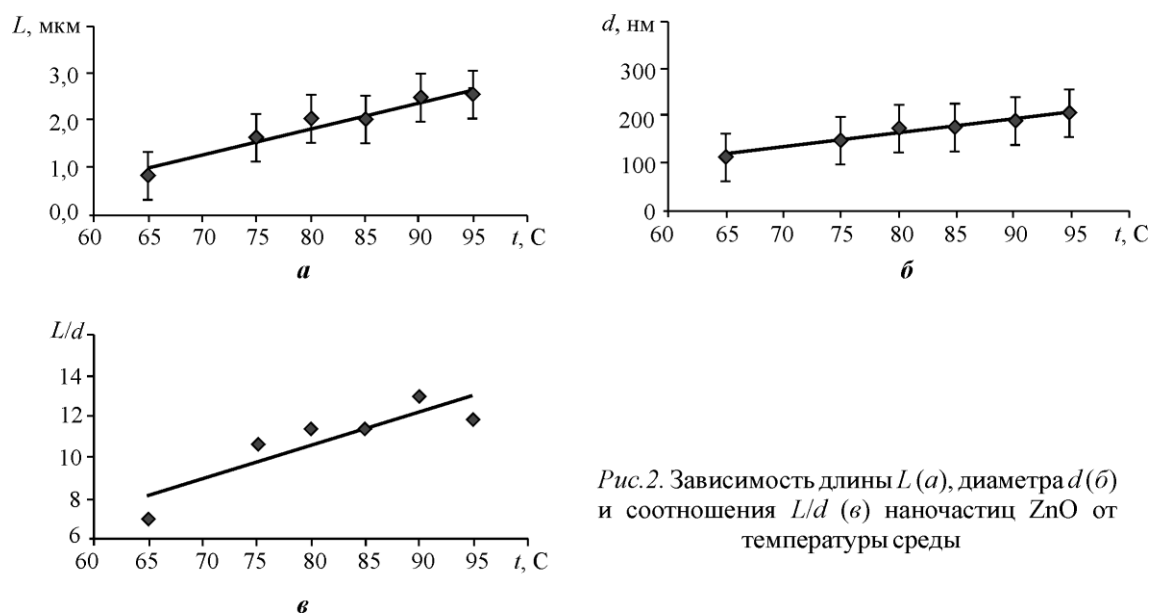 L, мкм
3,0
2,0
1,0
0,0
60 65 70 75 80 85 90 95 t, С
а
d, нм
300
200
100
0
60 65 70 75 80 85 90 95 t, С
б
L/d
14
12
10
8
6
60 65 70 75 80 85 90 95 t, С
в
Рис.2. Зависимость длины L (а), диаметра d (б)
и соотношения L/d (в) наночастиц ZnO от
температуры среды